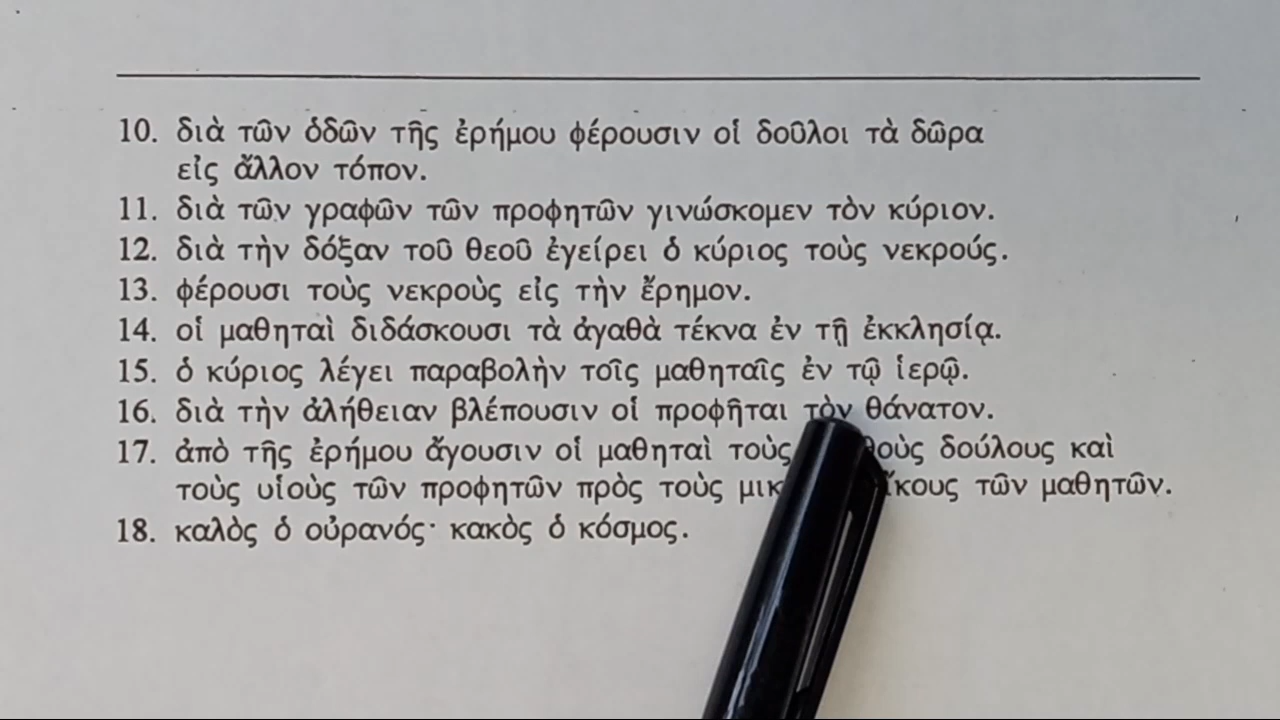 10. διὰ τῶν ὁδῶν τῆς ἐρήμου φέρουσιν οἱ δοῦλοι τὰ δῶρα
εἰς ἄλλον τόπον.
11. διὰ τῶν γραφῶν τῶν προφητῶν γινώσκομεν τὸν κύριον.
12. διὰ τὴν δόξαν τοῦ θεοῦ ἐγείρει ὁ κύριος τοὺς νεκρούς.
13. φέρουσι τοὺς νεκροὺς εἰς τὴν ἔρημον.
14. οἱ μαθηταὶ διδάσκουσι τὰ ἀγαθὰ τέκνα ἐν τῇ ἐκκλησίᾳ.
15. ὁ κύριος λέγει παραβολὴν τοῖς μαθηταῖς ἐν τῷ ἱερῷ.
16. διὰ τὴν ἀλήθειαν βλέπουσιν οἱ προφῆται τὸν θάνατον.
17. ἀπὸ τῆς ἐρήμου ἄγουσιν οἱ μαθηταὶ τοὺς δούλους καὶ
τοὺς υἱοὺς τῶν προφητῶν πρὸς τοὺς τῶν μαθητῶν.
18. καλὸς ὁ οὐρανός· κακὸς ὁ κόσμος.